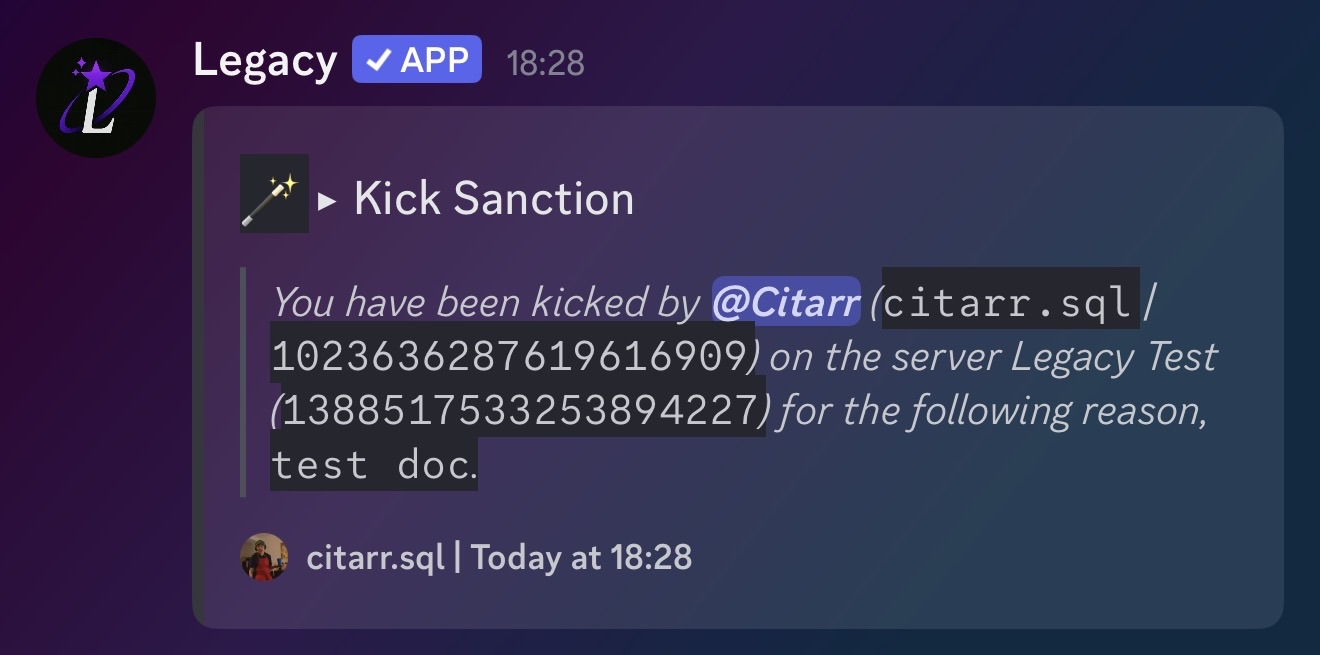 Legacy ✓ APP 18:28
▸ Kick Sanction
You have been kicked by @Citarr (citarr.sql /
1023636287619616909) on the server Legacy Test
(1388517533253894227) for the following reason,
test doc.
citarr.sql | Today at 18:28
L